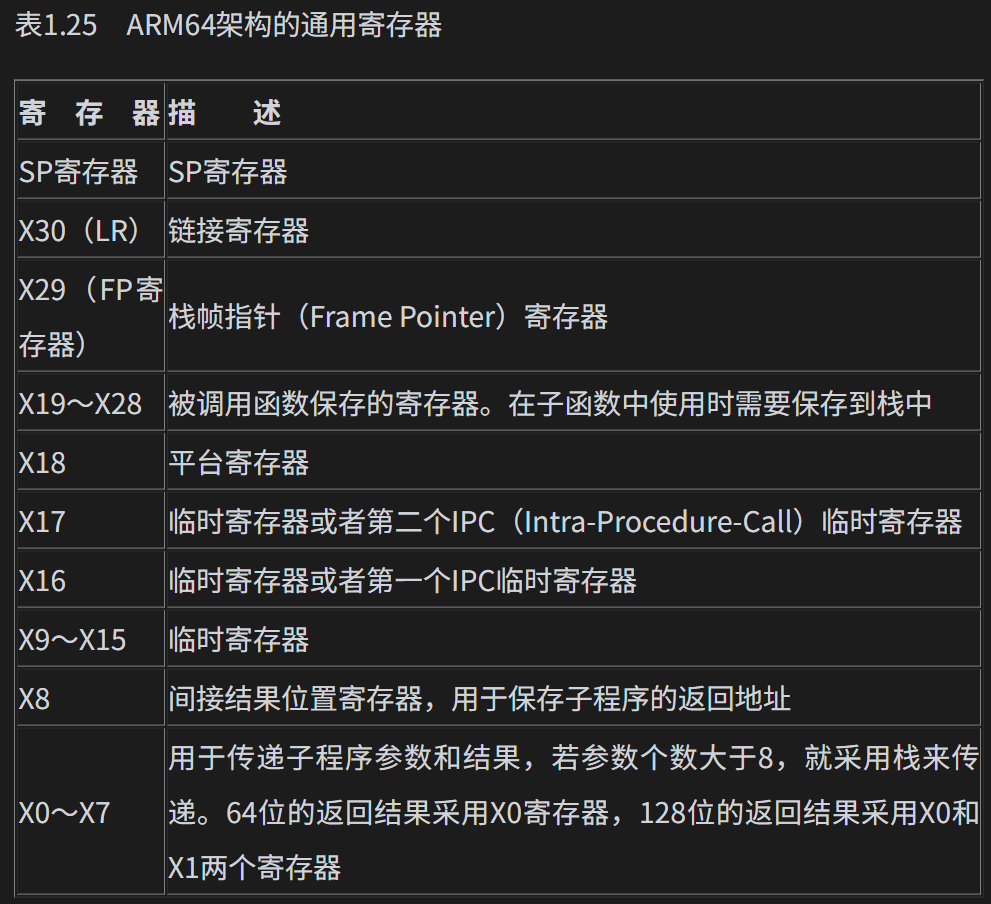 表1.25 ARM64架构的通用寄存器
寄 存 器 描 述
SP寄存器 SP寄存器
X30（LR） 链接寄存器
X29（FP寄
存器）
栈帧指针（Frame Pointer）寄存器
X19～X28 被调用函数保存的寄存器。在子函数中使用时需要保存到栈中
X18 平台寄存器
X17 临时寄存器或者第二个IPC（Intra-Procedure-Call）临时寄存器
X16 临时寄存器或者第一个IPC临时寄存器
X9～X15 临时寄存器
X8 间接结果位置寄存器，用于保存子程序的返回地址
X0～X7
用于传递子程序参数和结果，若参数个数大于8，就采用栈来传
递。64位的返回结果采用X0寄存器，128位的返回结果采用X0和
X1两个寄存器